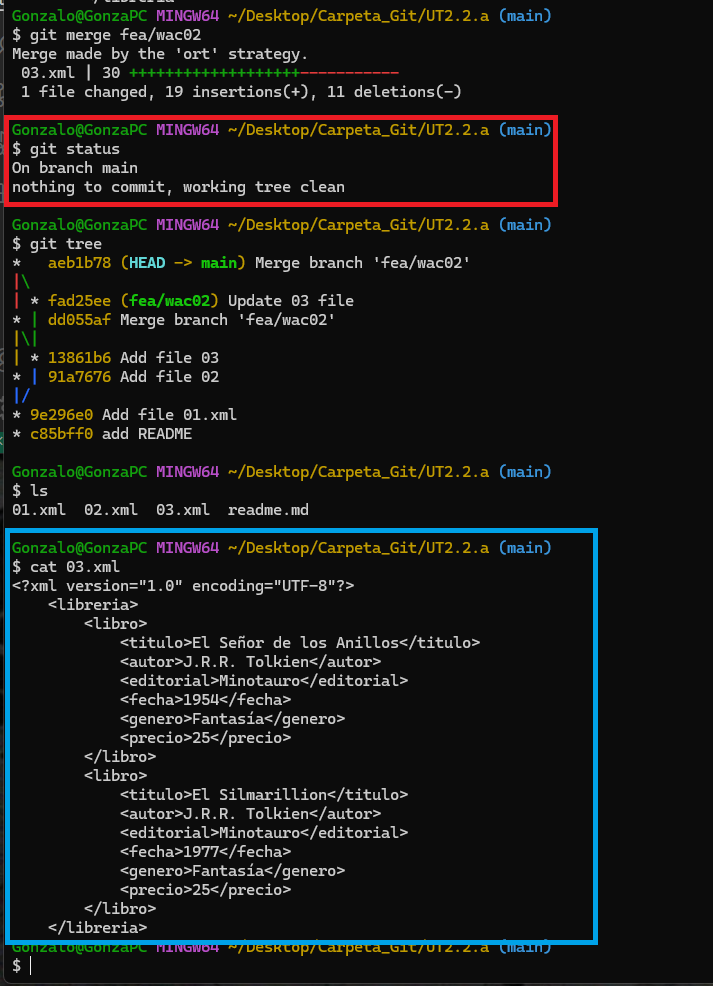 Gonzalo@GonzaPC MINGW64 ~/Desktop/Carpeta_Git/UT2.2.a (main)
$ git merge fea/wac02
Merge made by the 'ort' strategy.
 03.xml | 30 +++++++++++++++++++-----------
 1 file changed, 19 insertions(+), 11 deletions(-)
Gonzalo@GonzaPC MINGW64 ~/Desktop/Carpeta_Git/UT2.2.a (main)
$ git status
On branch main
nothing to commit, working tree clean
Gonzalo@GonzaPC MINGW64 ~/Desktop/Carpeta_Git/UT2.2.a (main)
$ git tree
*   aeb1b78 (HEAD -> main) Merge branch 'fea/wac02'
|\
| * fad25ee (fea/wac02) Update 03 file
* | dd055af Merge branch 'fea/wac02'
|\|
| * 13861b6 Add file 03
* | 91a7676 Add file 02
|/
* 9e296e0 Add file 01.xml
* c85bff0 add README
Gonzalo@GonzaPC MINGW64 ~/Desktop/Carpeta_Git/UT2.2.a (main)
$ ls
01.xml  02.xml  03.xml  readme.md
Gonzalo@GonzaPC MINGW64 ~/Desktop/Carpeta_Git/UT2.2.a (main)
$ cat 03.xml
<?xml version="1.0" encoding="UTF-8"?>
    <libreria>
        <libro>
            <titulo>El Señor de los Anillos</titulo>
            <autor>J.R.R. Tolkien</autor>
            <editorial>Minotauro</editorial>
            <fecha>1954</fecha>
            <genero>Fantasía</genero>
            <precio>25</precio>
        </libro>
        <libro>
            <titulo>El Silmarillion</titulo>
            <autor>J.R.R. Tolkien</autor>
            <editorial>Minotauro</editorial>
            <fecha>1977</fecha>
            <genero>Fantasía</genero>
            <precio>25</precio>
        </libro>
    </libreria>
Gonzalo@GonzaPC MINGW64 ~/Desktop/Carpeta_Git/UT2.2.a (main)
$